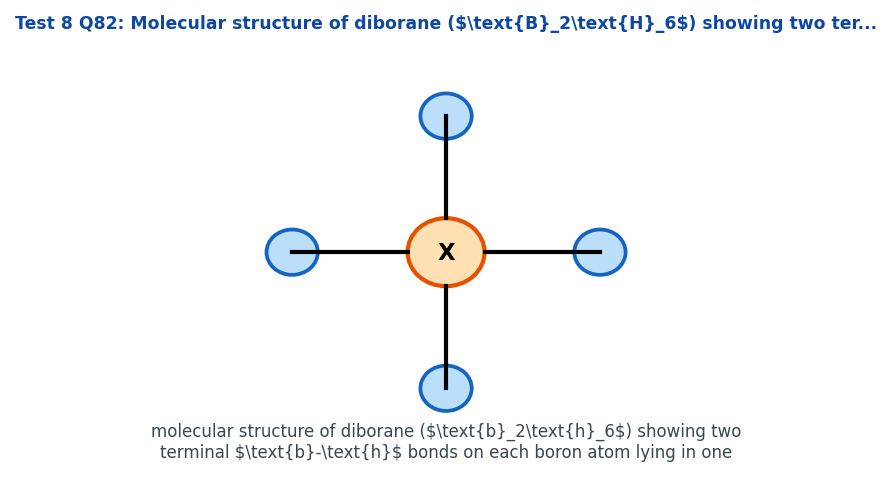 Test 8 Q82: Molecular structure of diborane ($\text{B}_2\text{H}_6$) showing two ter...
X
molecular structure of diborane ($\text{b}_2\text{h}_6$) showing two
terminal $\text{b}-\text{h}$ bonds on each boron atom lying in one